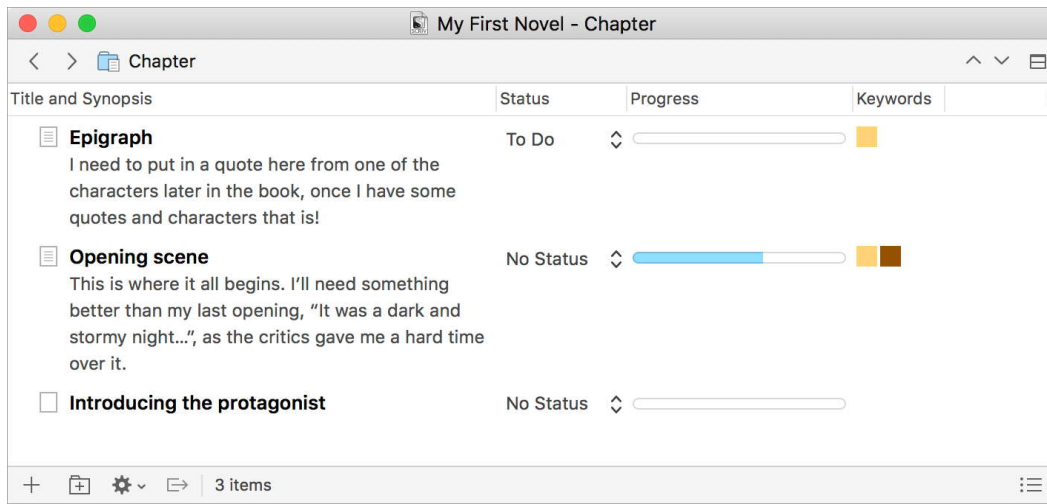 My First Novel - Chapter
Chapter
Title and Synopsis Status Progress Keywords
Epigraph To Do
I need to put in a quote here from one of the
characters later in the book, once I have some
quotes and characters that is!
Opening scene No Status
This is where it all begins. I’ll need something
better than my last opening, “It was a dark and
stormy night...”, as the critics gave me a hard time
over it.
Introducing the protagonist No Status
3 items